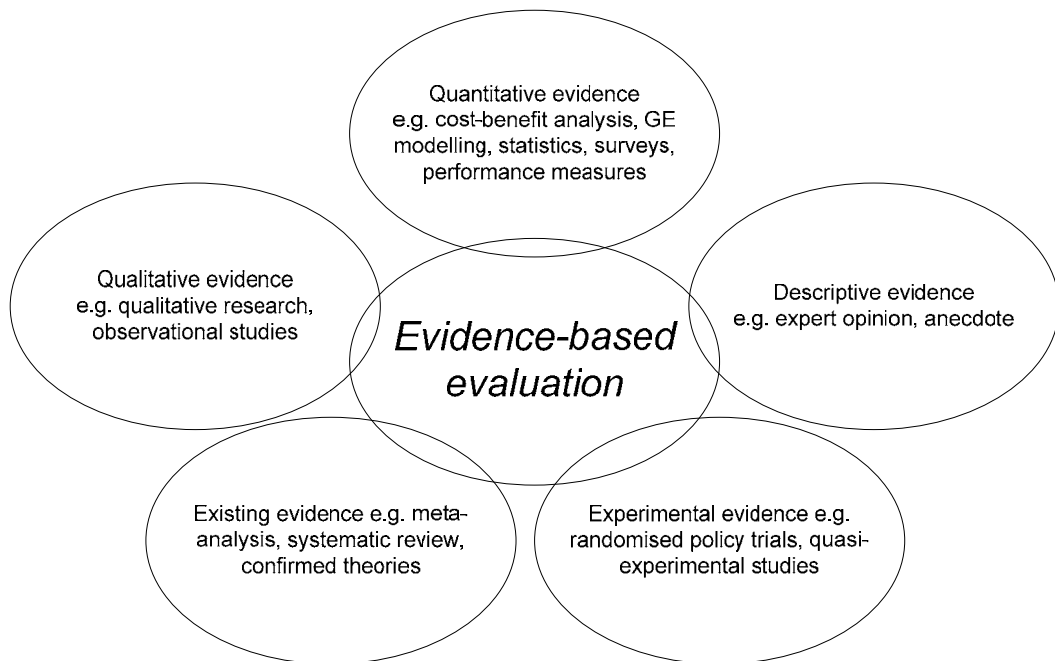 Quantitative evidence
e.g. cost-benefit analysis, GE
modelling, statistics, surveys,
performance measures
Qualitative evidence
e.g. qualitative research,
observational studies
Descriptive evidence
e.g. expert opinion, anecdote
Evidence-based
evaluation
Existing evidence e.g. meta-
analysis, systematic review,
confirmed theories
Experimental evidence e.g.
randomised policy trials, quasi-
experimental studies